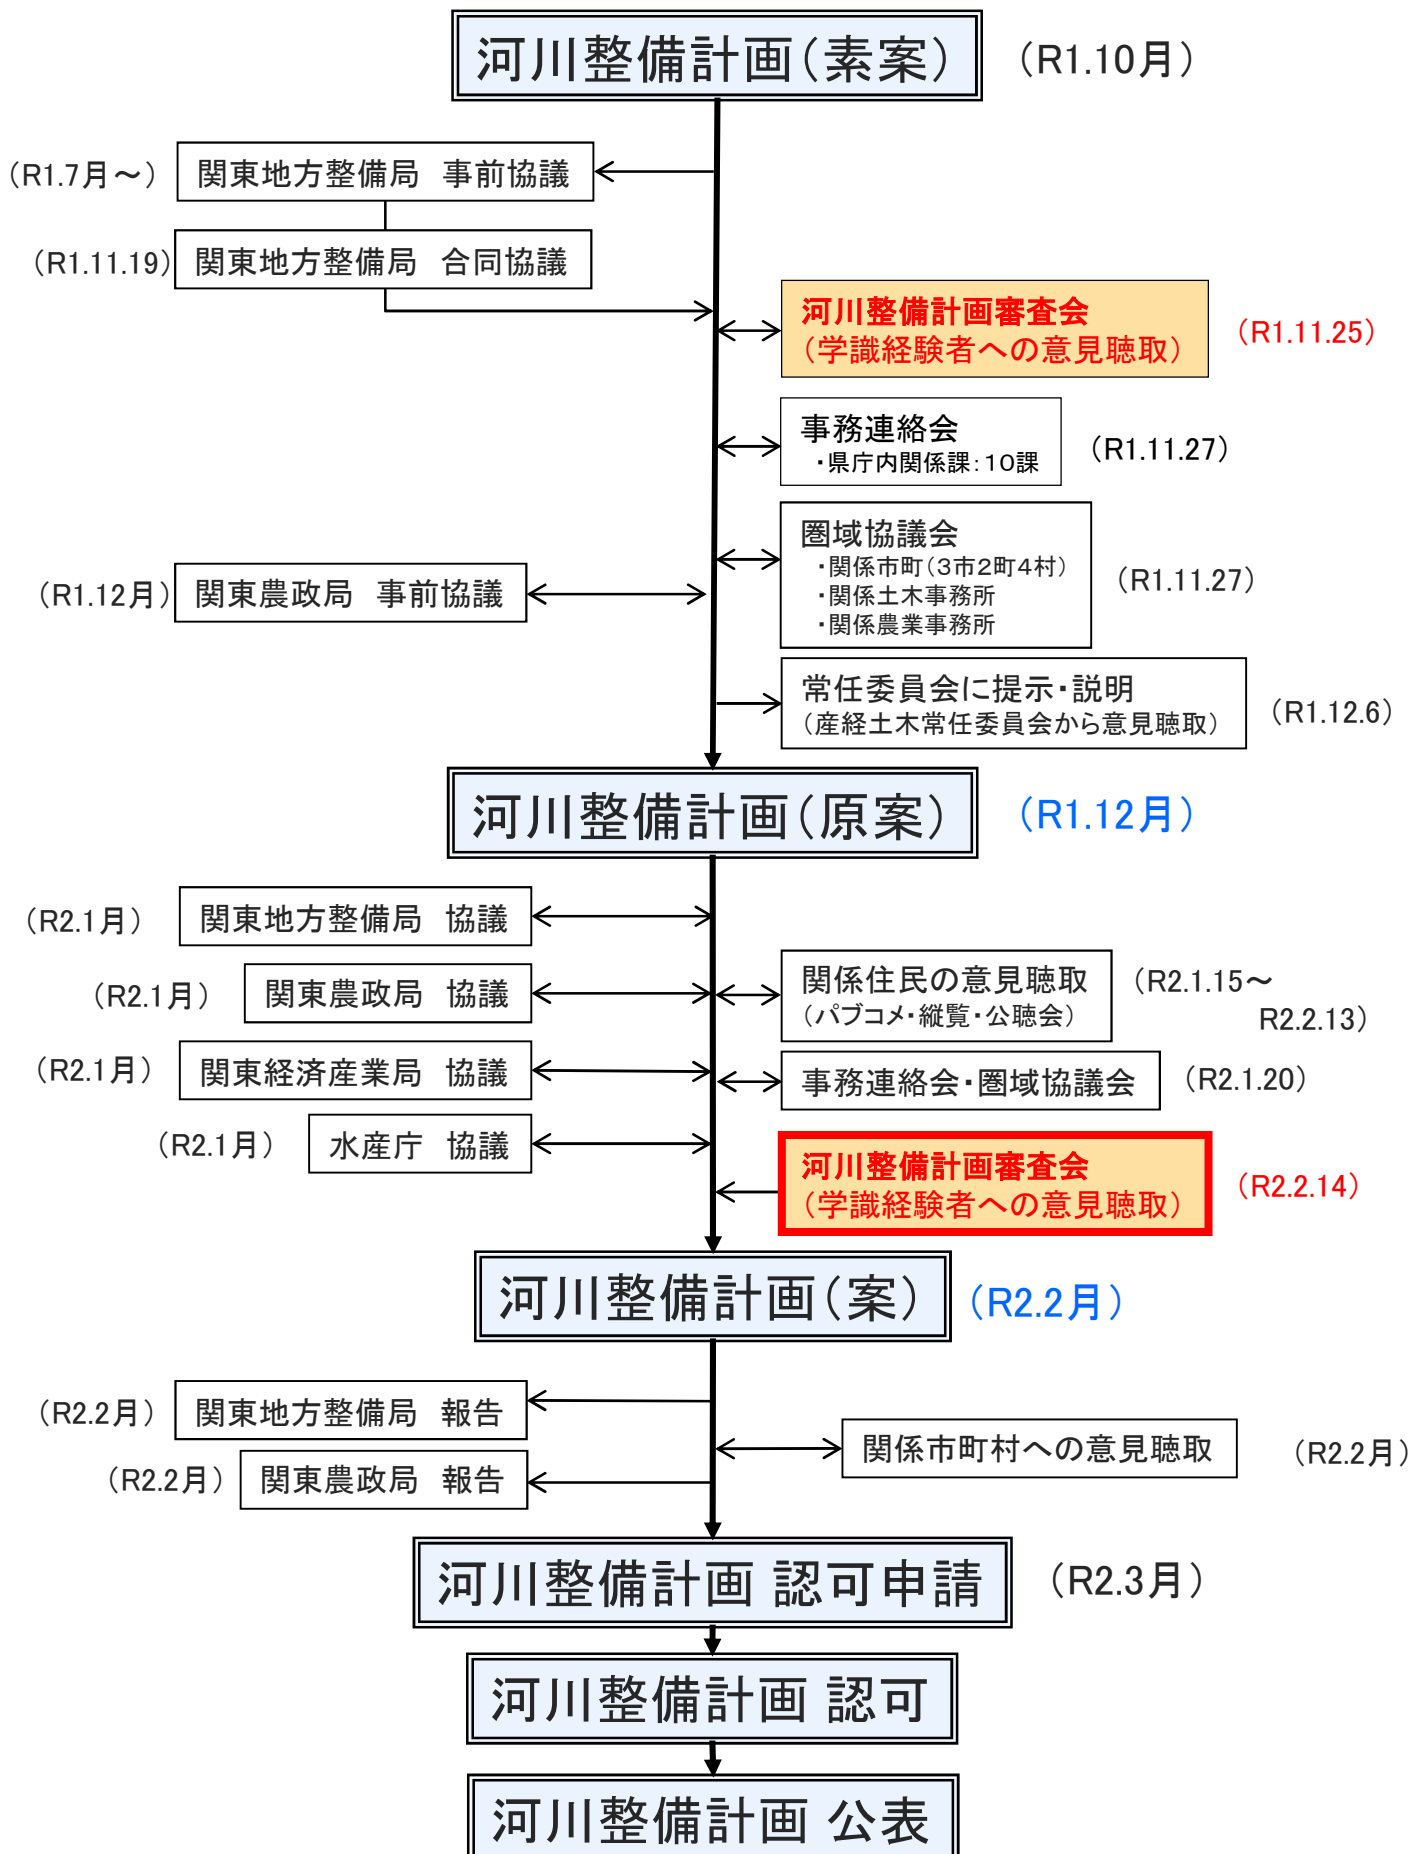 河川整備計画（素案）
（R1.10月）
（R1.7月～）
関東地方整備局　事前協議
（R1.11.19）
関東地方整備局　合同協議
河川整備計画審査会
（学識経験者への意見聴取）
（R1.11.25）
事務連絡会
・県庁内関係課：１０課
（R1.11.27）
圏域協議会
・関係市町（３市２町４村）
・関係土木事務所
・関係農業事務所
（R1.11.27）
（R1.12月）
関東農政局　事前協議
常任委員会に提示・説明
（産経土木常任委員会から意見聴取）
（R1.12.6）
河川整備計画（原案）
（R1.12月）
（R2.1月）
関東地方整備局　協議
（R2.1月）
関東農政局　協議
関係住民の意見聴取
（パブコメ・縦覧・公聴会）
（R2.1.15～
R2.2.13）
（R2.1月）
関東経済産業局　協議
事務連絡会・圏域協議会
（R2.1.20）
（R2.1月）
水産庁　協議
河川整備計画審査会
（学識経験者への意見聴取）
（R2.2.14）
河川整備計画（案）
（R2.2月）
（R2.2月）
関東地方整備局　報告
関係市町村への意見聴取
（R2.2月）
（R2.2月）
関東農政局　報告
河川整備計画 認可申請
（R2.3月）
河川整備計画 認可
河川整備計画 公表